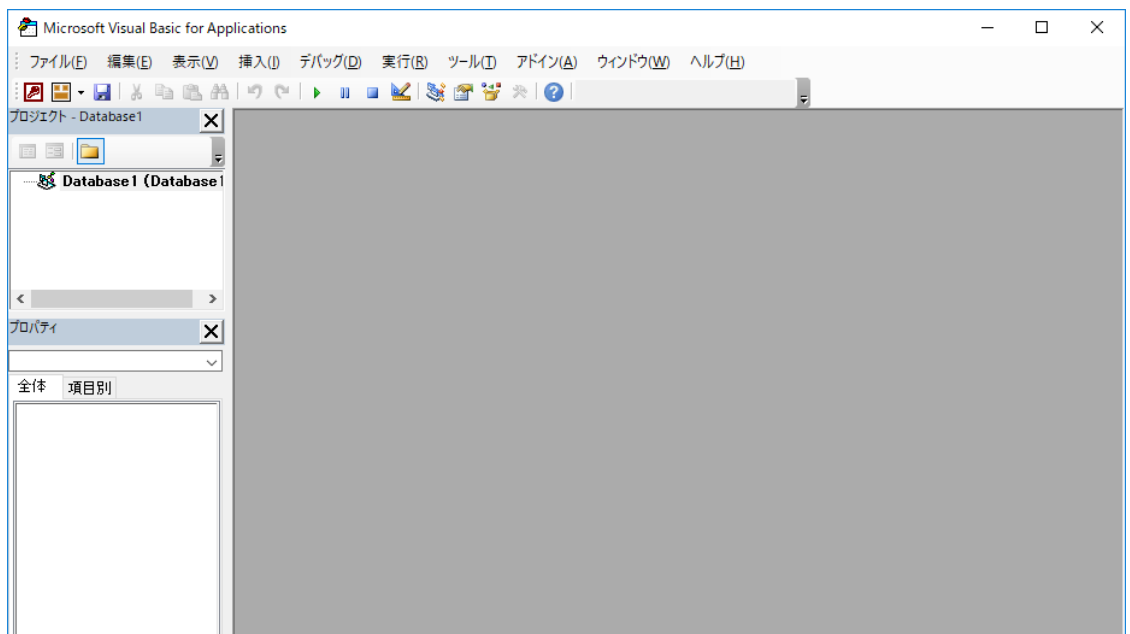 Microsoft Visual Basic for Applications
ファイル(F) 編集(E) 表示(V) 挿入(I) デバッグ(D) 実行(R) ツール(T) アドイン(A) ウィンドウ(W) ヘルプ(H)
プロジェクト - Database1
Database1 (Database1
プロパティ
全体 項目別